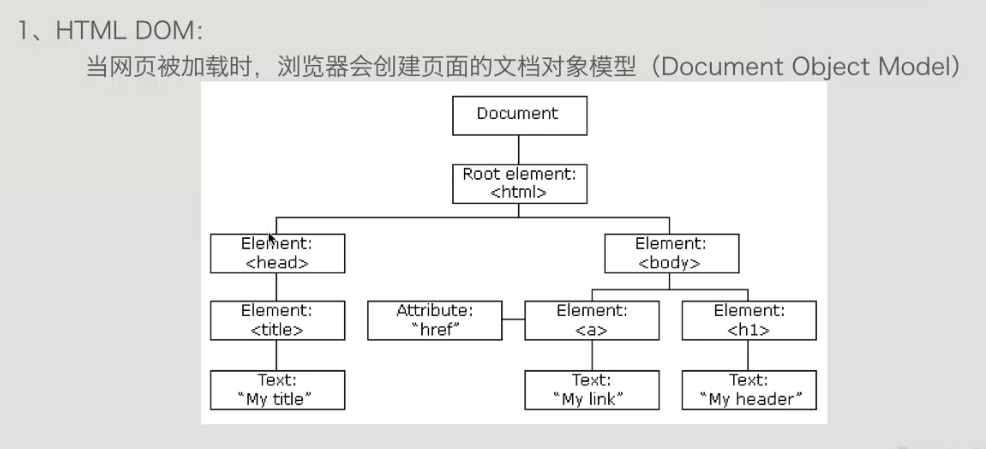 1、HTML DOM:
当网页被加载时，浏览器会创建页面的文档对象模型（Document Object Model）
Document
Root element:
<html>
Element:
<head>
Element:
<body>
Element:
<title>
Attribute:
“href”
Element:
<a>
Element:
<h1>
Text:
“My title”
Text:
“My link”
Text:
“My header”